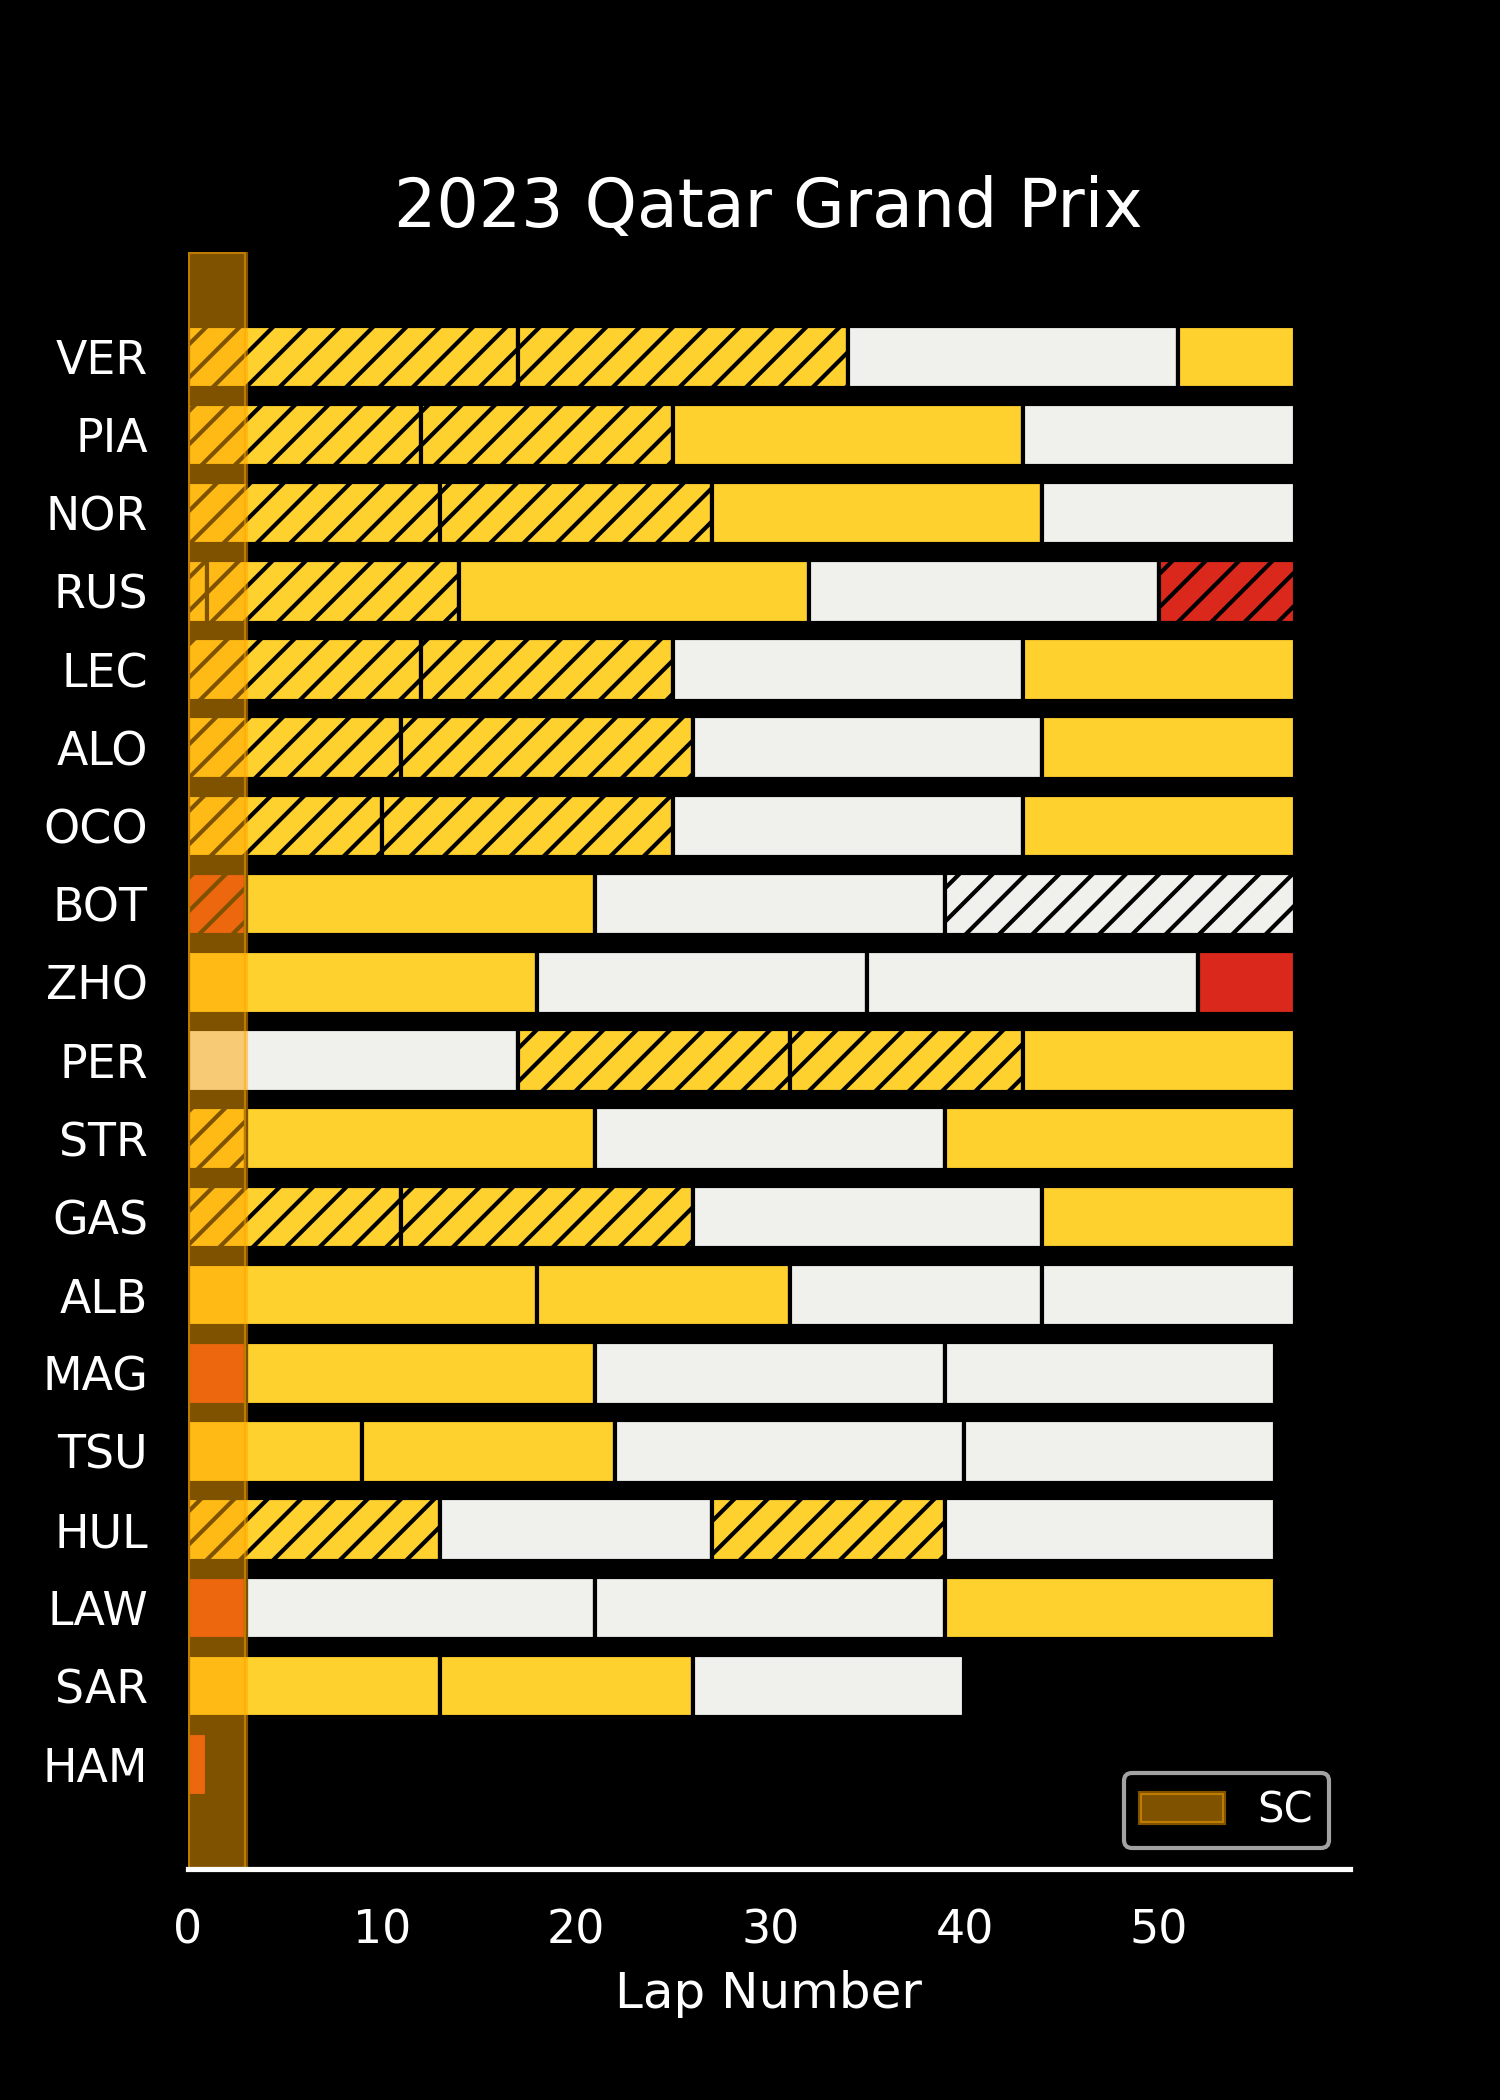 2023 Qatar Grand Prix
VER
PIA
NOR
RUS
LEC
ALO
OCO
BOT
ZHO
PER
STR
GAS
ALB
MAG
TSU
HUL
LAW
SAR
HAM
SC
0 10 20 30 40 50
Lap Number